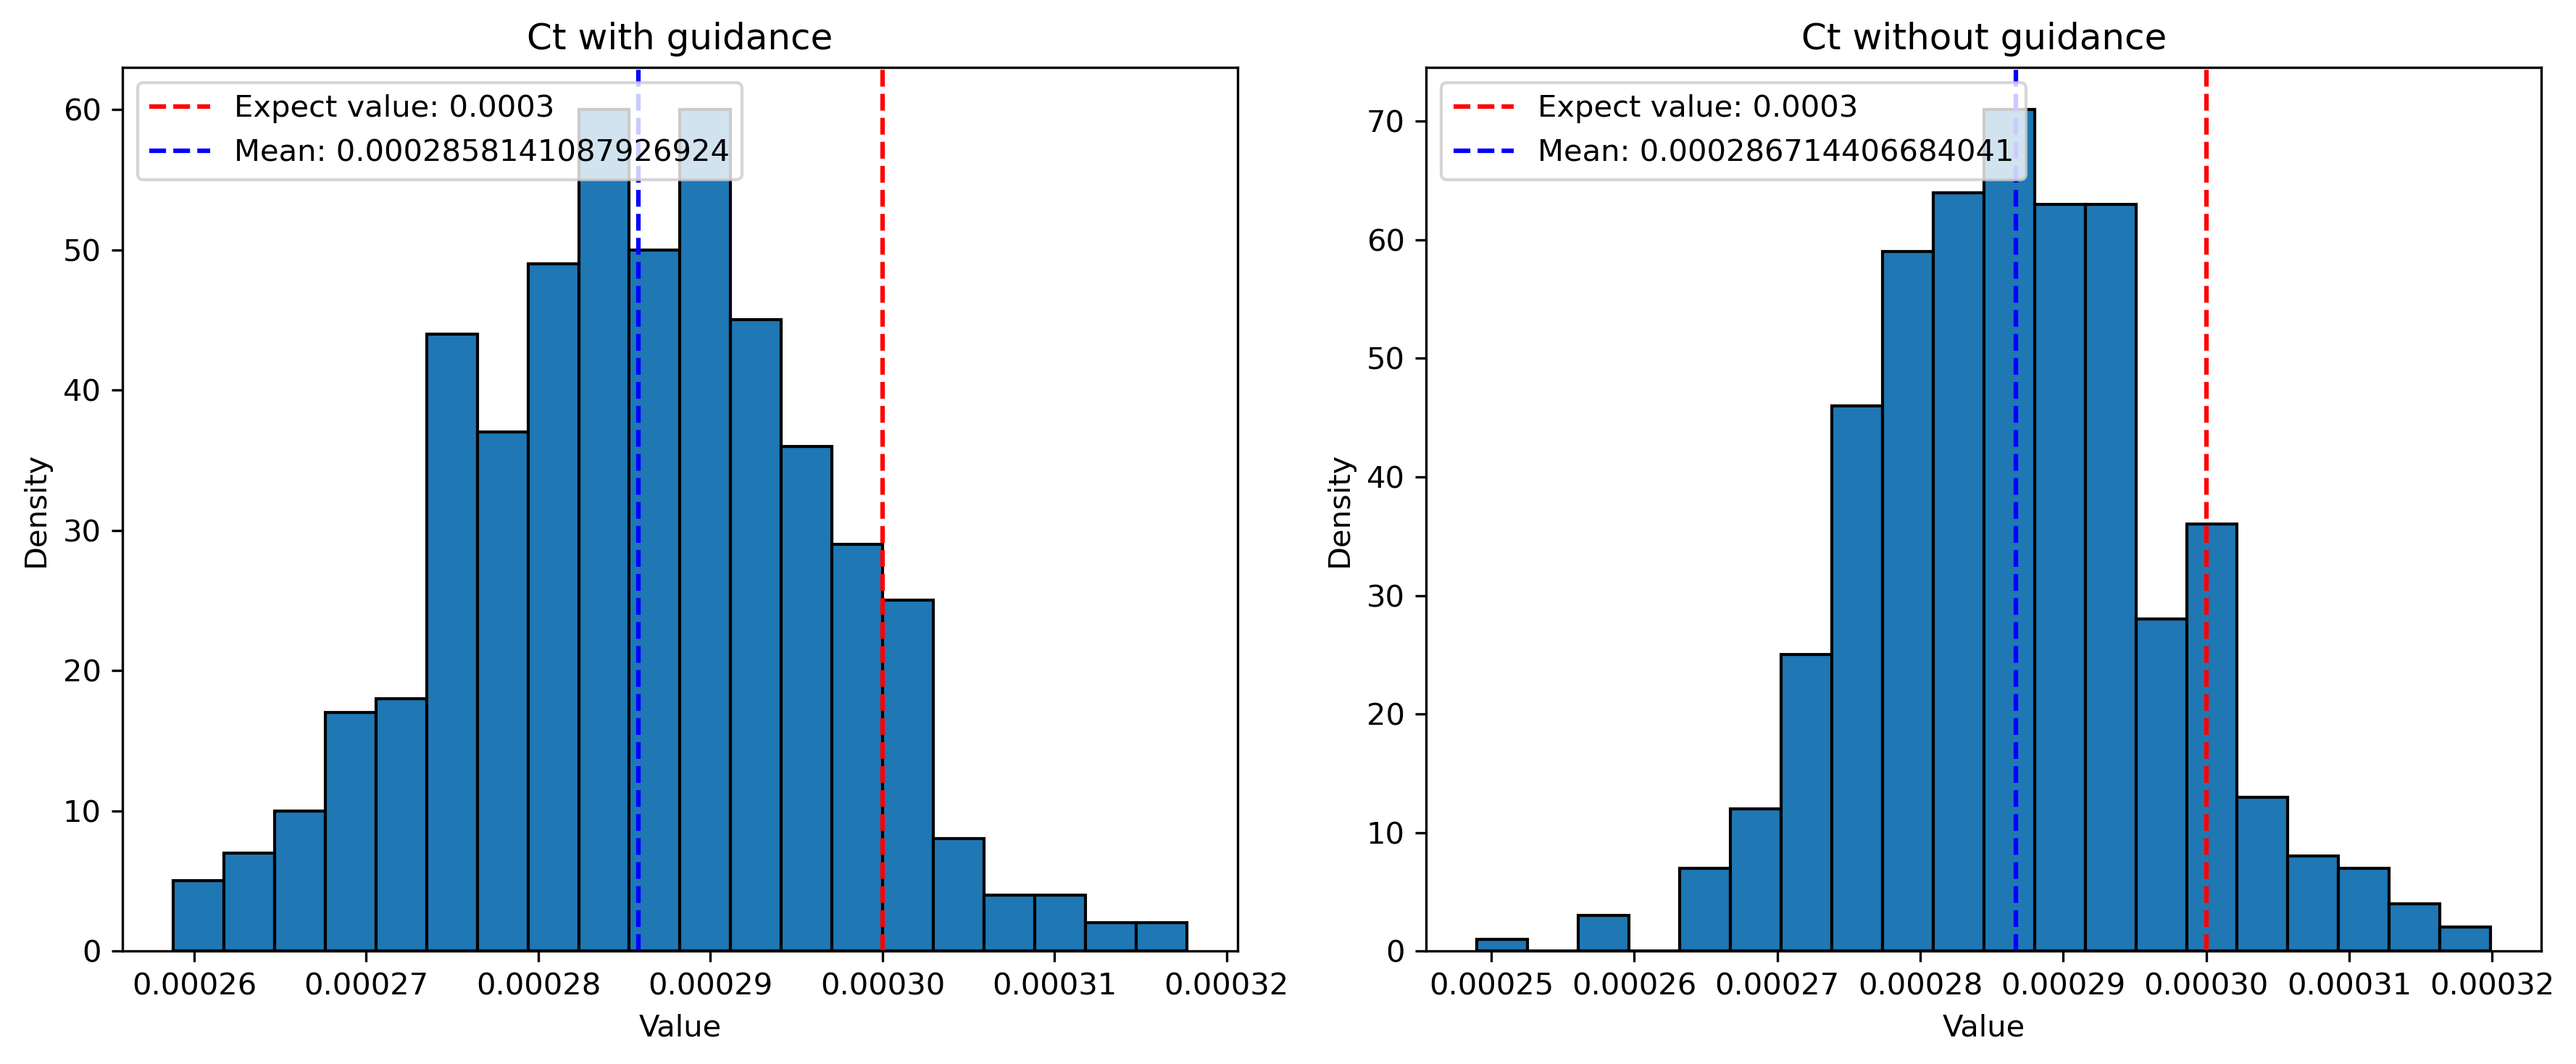 Ct with guidance
Expect value: 0.0003
Mean: 0.0002858141087926924
60
50
40
30
20
10
0
Density
0.00026 0.00027 0.00028 0.00029 0.00030 0.00031 0.00032
Value
Ct without guidance
Expect value: 0.0003
Mean: 0.000286714406684041
70
60
50
40
30
20
10
0
Density
0.00025 0.00026 0.00027 0.00028 0.00029 0.00030 0.00031 0.00032
Value